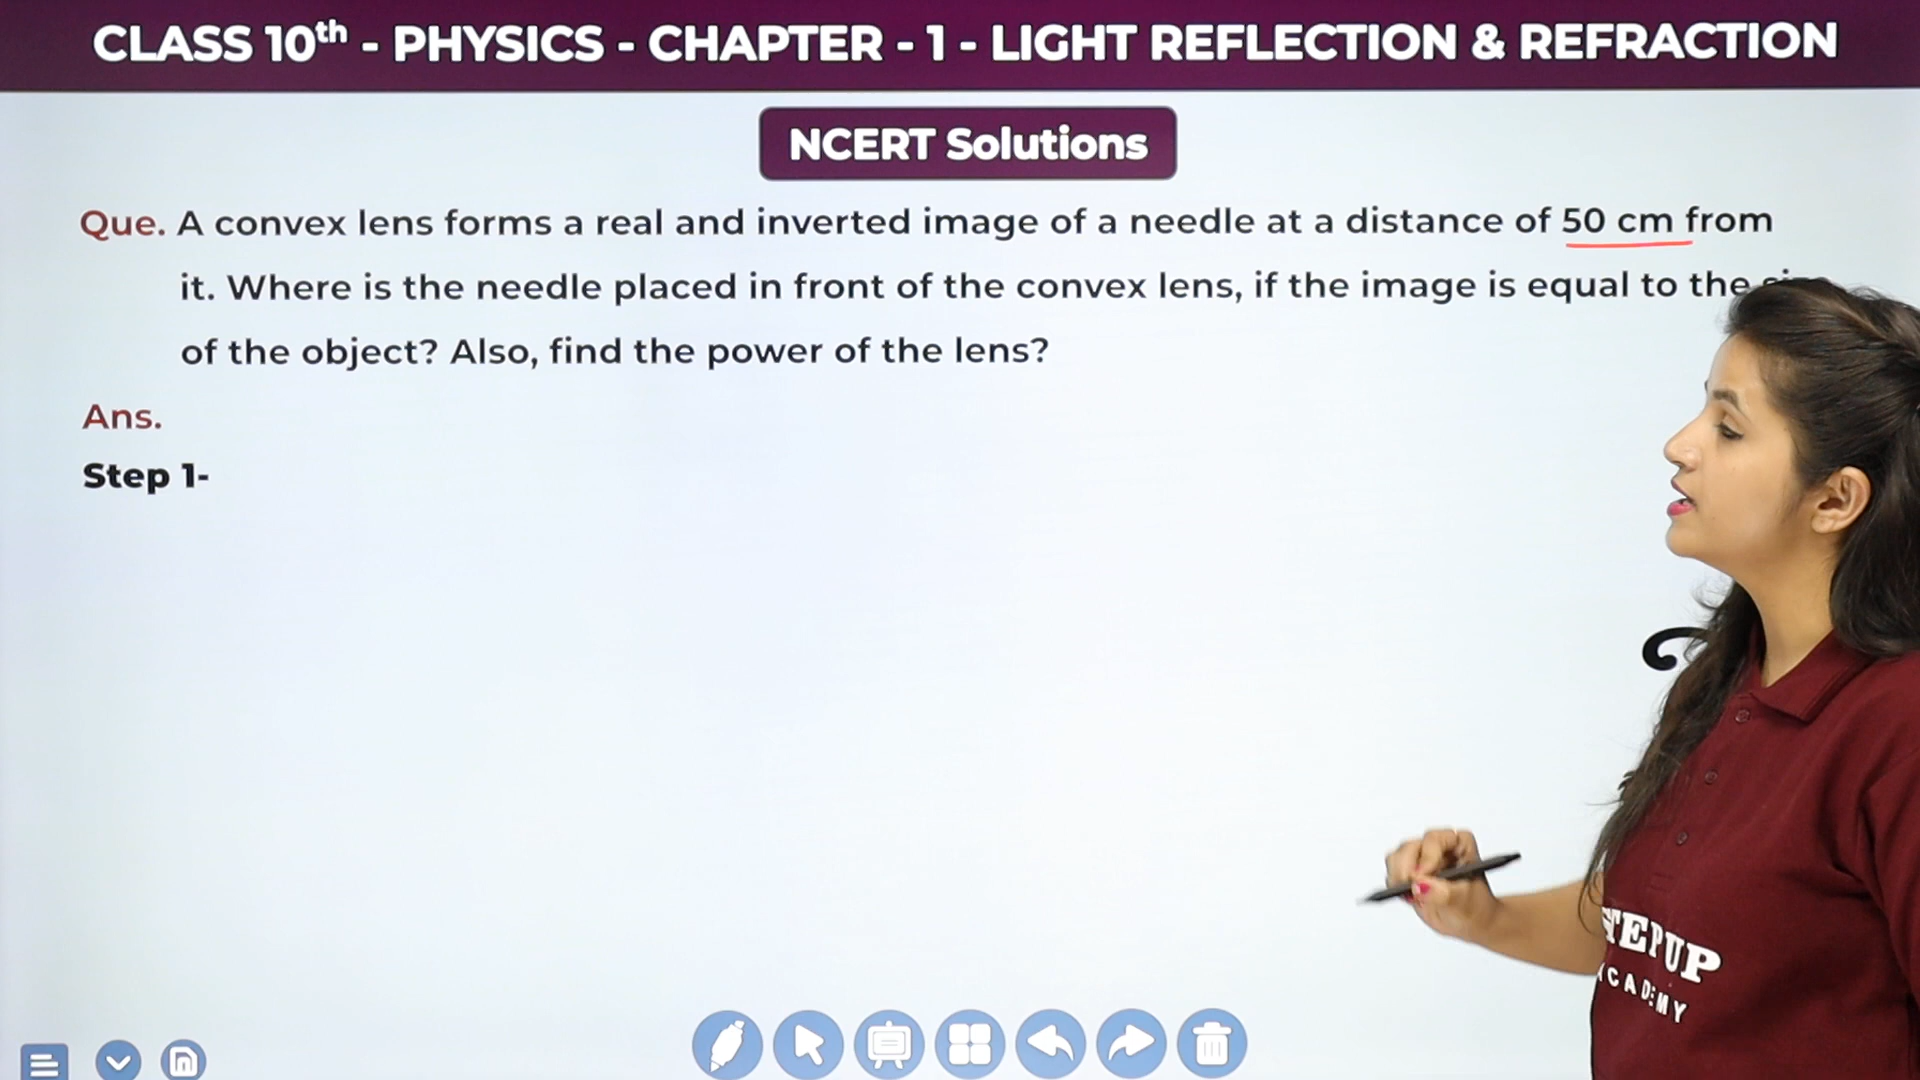 CLASS 10th - PHYSICS - CHAPTER - 1 - LIGHT REFLECTION & REFRACTION
NCERT Solutions
Que. A convex lens forms a real and inverted image of a needle at a distance of 50 cm from
it. Where is the needle placed in front of the convex lens, if the image is equal to the
of the object? Also, find the power of the lens?
Ans.
Step 1-